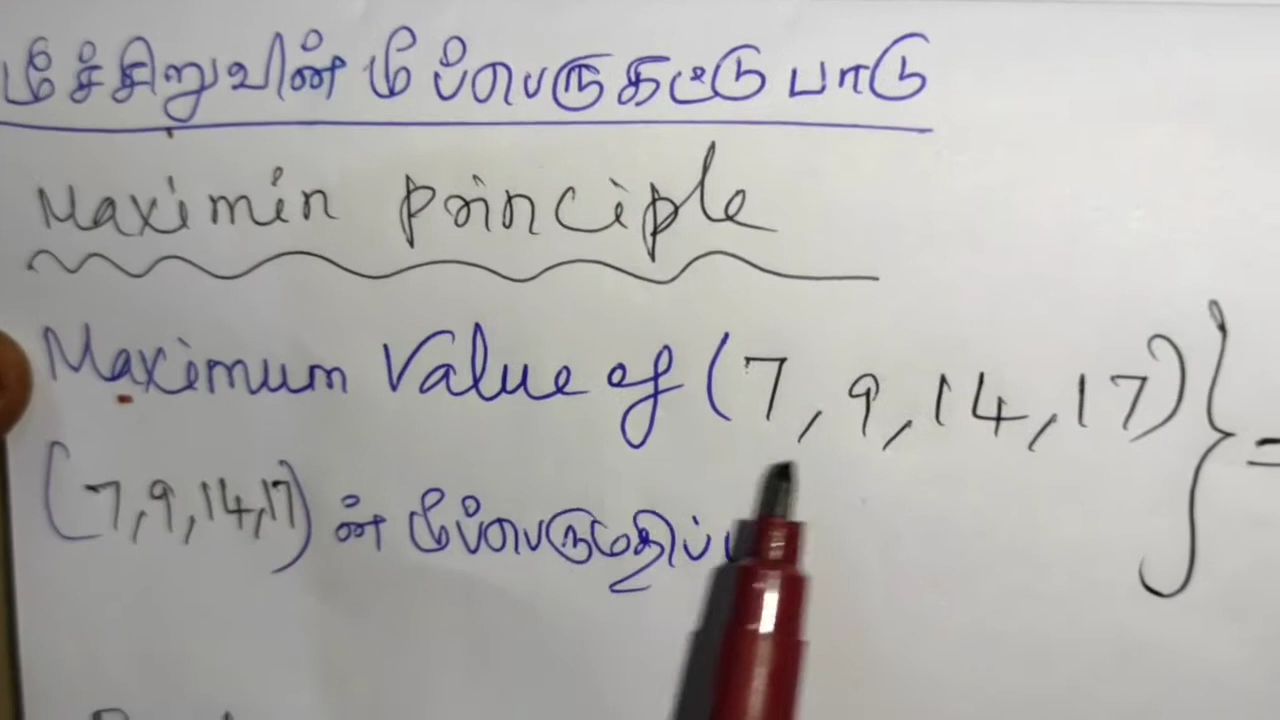 மீச்சிறுவின் மீப்பெருகட்டுபாடு
Maximin principle
Maximum Value of (7, 9, 14, 17) } =
(7, 9, 14, 17) ன் மீப்பெருமதிப்